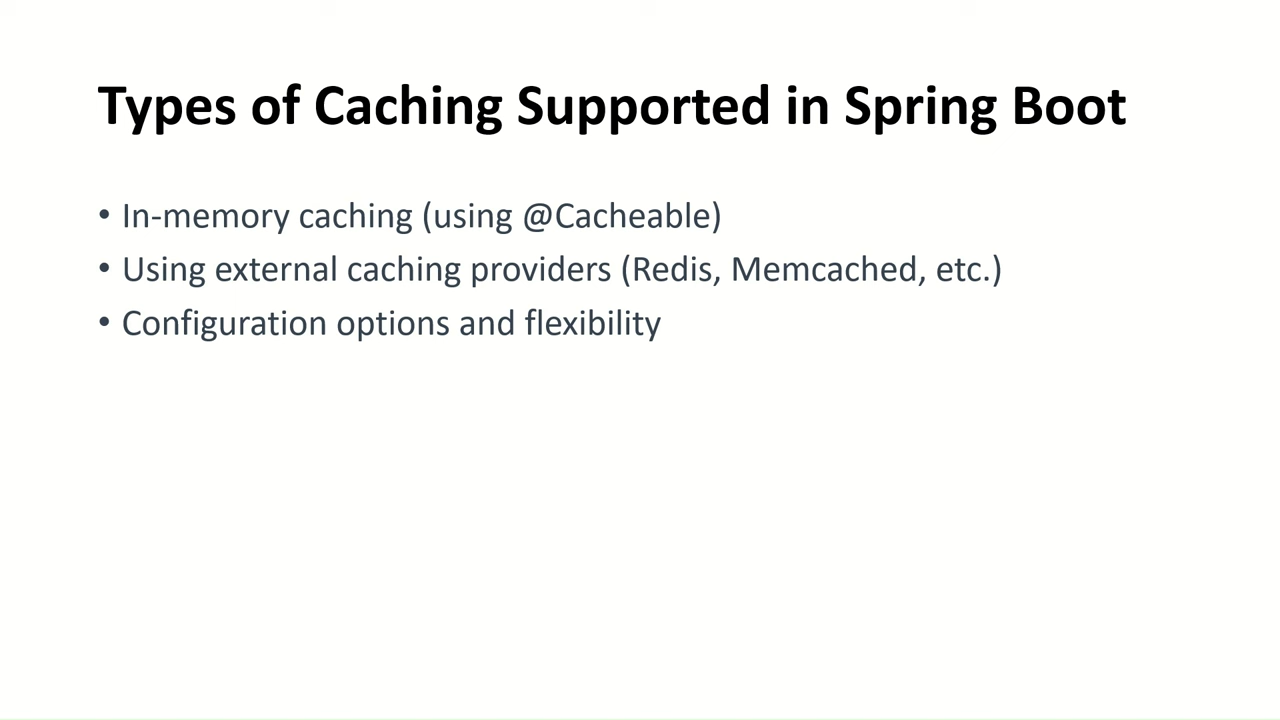 Types of Caching Supported in Spring Boot
• In-memory caching (using @Cacheable)
• Using external caching providers (Redis, Memcached, etc.)
• Configuration options and flexibility